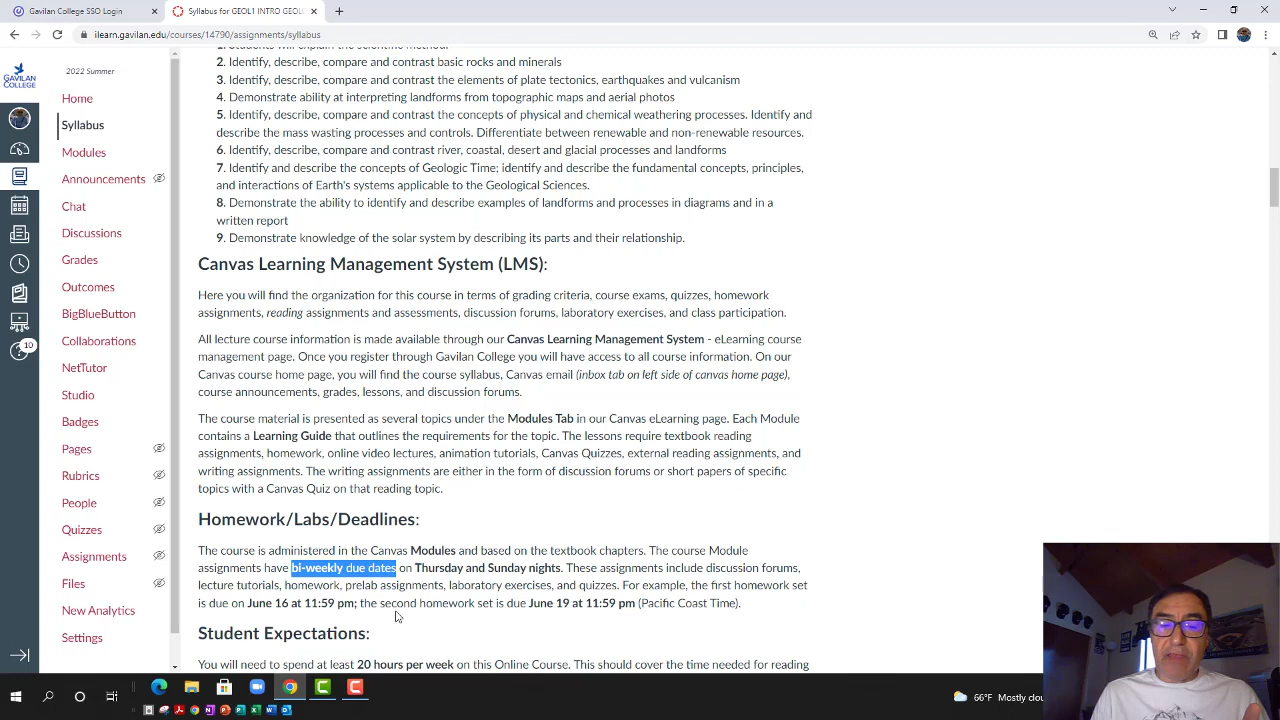 Gavilan College SSO Login
Syllabus for GEOL1 INTRO GEOL
ilearn.gavilan.edu/courses/14790/assignments/syllabus
GAVILAN
COLLEGE
10
2022 Summer
Home
Syllabus
Modules
Announcements
Chat
Discussions
Grades
Outcomes
BigBlueButton
Collaborations
NetTutor
Studio
Badges
Pages
Rubrics
People
Quizzes
Assignments
Files
New Analytics
Settings
1. Students will explain the scientific method.
2. Identify, describe, compare and contrast basic rocks and minerals
3. Identify, describe, compare and contrast the elements of plate tectonics, earthquakes and vulcanism
4. Demonstrate ability at interpreting landforms from topographic maps and aerial photos
5. Identify, describe, compare and contrast the concepts of physical and chemical weathering processes. Identify and
describe the mass wasting processes and controls. Differentiate between renewable and non-renewable resources.
6. Identify, describe, compare and contrast river, coastal, desert and glacial processes and landforms
7. Identify and describe the concepts of Geologic Time; identify and describe the fundamental concepts, principles,
and interactions of Earth's systems applicable to the Geological Sciences.
8. Demonstrate the ability to identify and describe examples of landforms and processes in diagrams and in a
written report
9. Demonstrate knowledge of the solar system by describing its parts and their relationship.
Canvas Learning Management System (LMS):
Here you will find the organization for this course in terms of grading criteria, course exams, quizzes, homework
assignments, reading assignments and assessments, discussion forums, laboratory exercises, and class participation.
All lecture course information is made available through our Canvas Learning Management System - eLearning course
management page. Once you register through Gavilan College you will have access to all course information. On our
Canvas course home page, you will find the course syllabus, Canvas email (inbox tab on left side of canvas home page),
course announcements, grades, lessons, and discussion forums.
The course material is presented as several topics under the Modules Tab in our Canvas eLearning page. Each Module
contains a Learning Guide that outlines the requirements for the topic. The lessons require textbook reading
assignments, homework, online video lectures, animation tutorials, Canvas Quizzes, external reading assignments, and
writing assignments. The writing assignments are either in the form of discussion forums or short papers of specific
topics with a Canvas Quiz on that reading topic.
Homework/Labs/Deadlines:
The course is administered in the Canvas Modules and based on the textbook chapters. The course Module
assignments have bi-weekly due dates on Thursday and Sunday nights. These assignments include discussion forums,
lecture tutorials, homework, prelab assignments, laboratory exercises, and quizzes. For example, the first homework set
is due on June 16 at 11:59 pm; the second homework set is due June 19 at 11:59 pm (Pacific Coast Time).
Student Expectations:
You will need to spend at least 20 hours per week on this Online Course. This should cover the time needed for reading
66°F Mostly clou